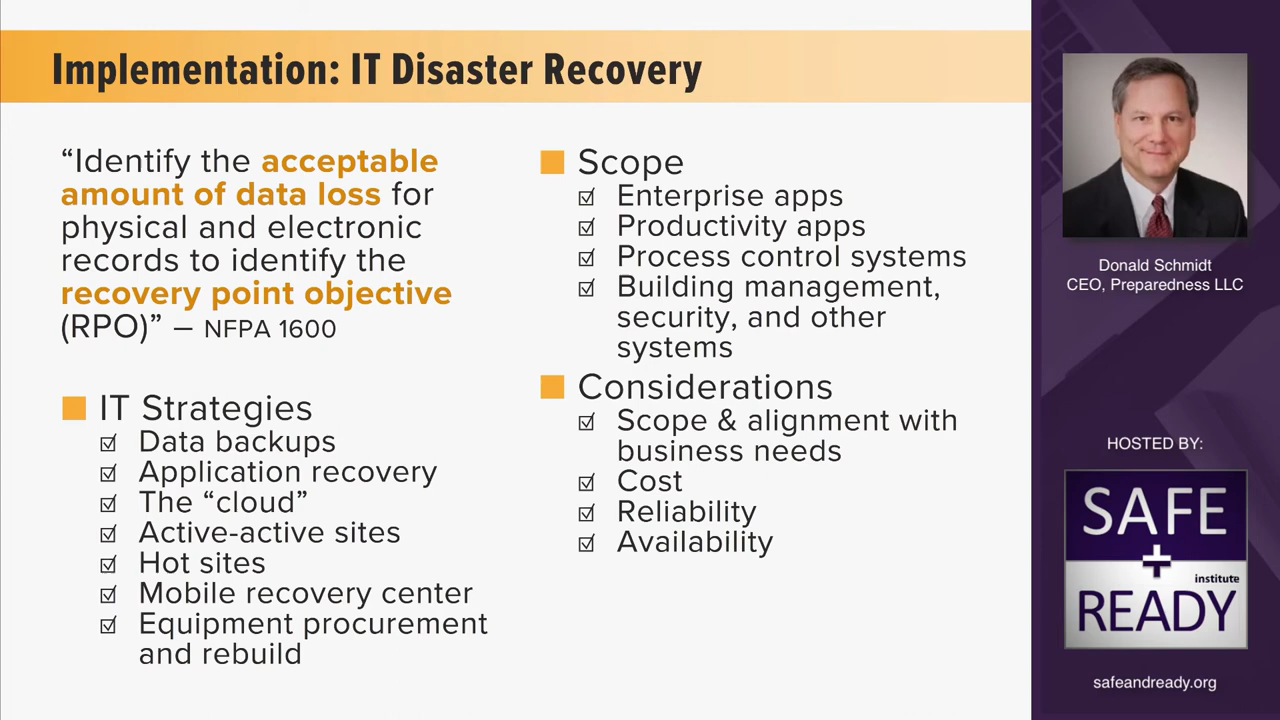 Implementation: IT Disaster Recovery
“Identify the acceptable
amount of data loss for
physical and electronic
records to identify the
recovery point objective
(RPO)” – NFPA 1600
IT Strategies
Data backups
Application recovery
The “cloud”
Active-active sites
Hot sites
Mobile recovery center
Equipment procurement
and rebuild
Scope
Enterprise apps
Productivity apps
Process control systems
Building management,
security, and other
systems
Considerations
Scope & alignment with
business needs
Cost
Reliability
Availability
Donald Schmidt
CEO, Preparedness LLC
HOSTED BY:
SAFE
+
institute
READY
safeandready.org